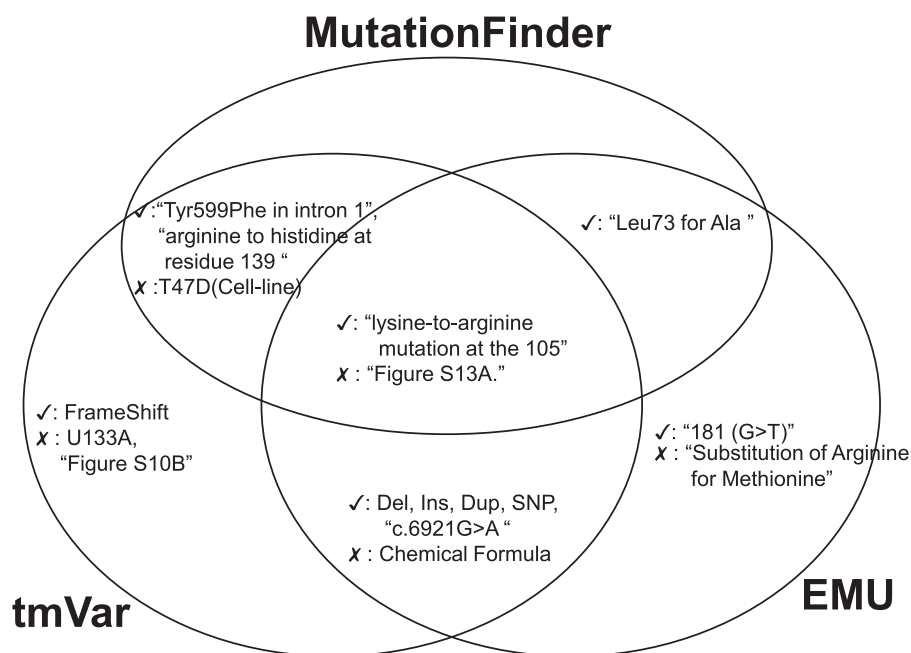 MutationFinder
✓:“Tyr599Phe in intron 1”,
“arginine to histidine at
residue 139 “
✗ :T47D(Cell-line)
✓: “Leu73 for Ala ”
✓: “lysine-to-arginine
mutation at the 105”
✗ : “Figure S13A.”
✓: FrameShift
✗ : U133A,
“Figure S10B”
✓: “181 (G>T)”
✗ : “Substitution of Arginine
for Methionine”
✓: Del, Ins, Dup, SNP,
“c.6921G>A “
✗ : Chemical Formula
tmVar
EMU